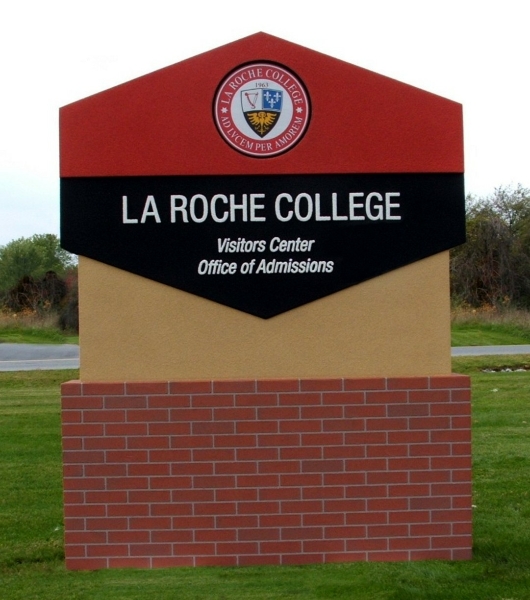 LA ROCHE COLLEGE
1963
AD LVCEM PER AMOREM
LA ROCHE COLLEGE
Visitors Center
Office of Admissions